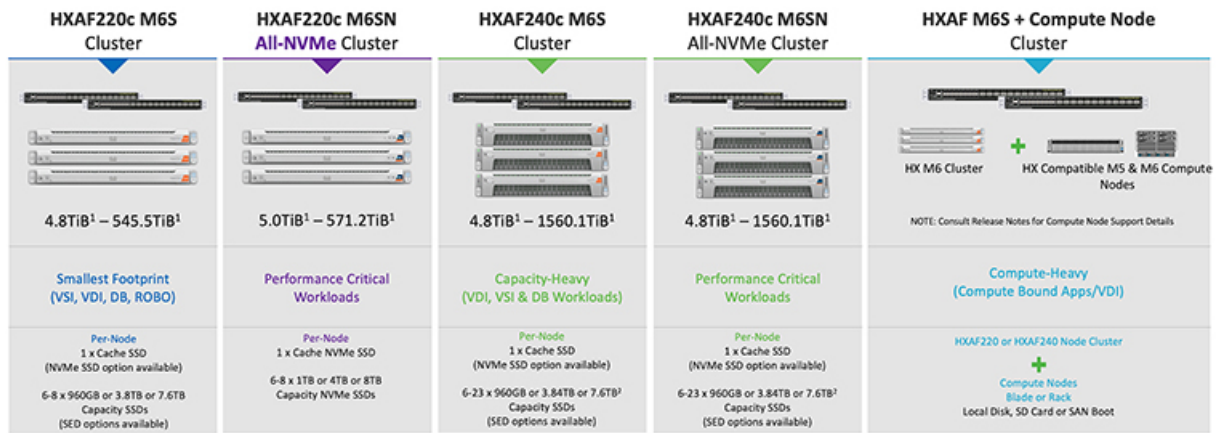 HXAF220c M6S
Cluster
4.8TiB¹ – 545.5TiB¹
Smallest Footprint
(VSI, VDI, DB, ROBO)
Per-Node
1 x Cache SSD
(NVMe SSD option available)
6-8 x 960GB or 3.8TB or 7.6TB
Capacity SSDs
(SED options available)
HXAF220c M6SN
All-NVMe Cluster
5.0TiB¹ – 571.2TiB¹
Performance Critical
Workloads
Per-Node
1 x Cache NVMe SSD
6-8 x 1TB or 4TB or 8TB
Capacity NVMe SSDs
HXAF240c M6S
Cluster
4.8TiB¹ – 1560.1TiB¹
Capacity-Heavy
(VDI, VSI & DB Workloads)
Per-Node
1 x Cache SSD
(NVMe SSD option available)
6-23 x 960GB or 3.84TB or 7.6TB²
Capacity SSDs
(SED options available)
HXAF240c M6SN
All-NVMe Cluster
4.8TiB¹ – 1560.1TiB¹
Performance Critical
Workloads
Per-Node
1 x Cache SSD
(NVMe SSD option available)
6-23 x 960GB or 3.84TB or 7.6TB²
Capacity SSDs
(SED options available)
HXAF M6S + Compute Node
Cluster
HX M6 Cluster
HX Compatible M5 & M6 Compute
Nodes
NOTE: Consult Release Notes for Compute Node Support Details
Compute-Heavy
(Compute Bound Apps/VDI)
HXAF220 or HXAF240 Node Cluster
Compute Nodes
Blade or Rack
Local Disk, SD Card or SAN Boot